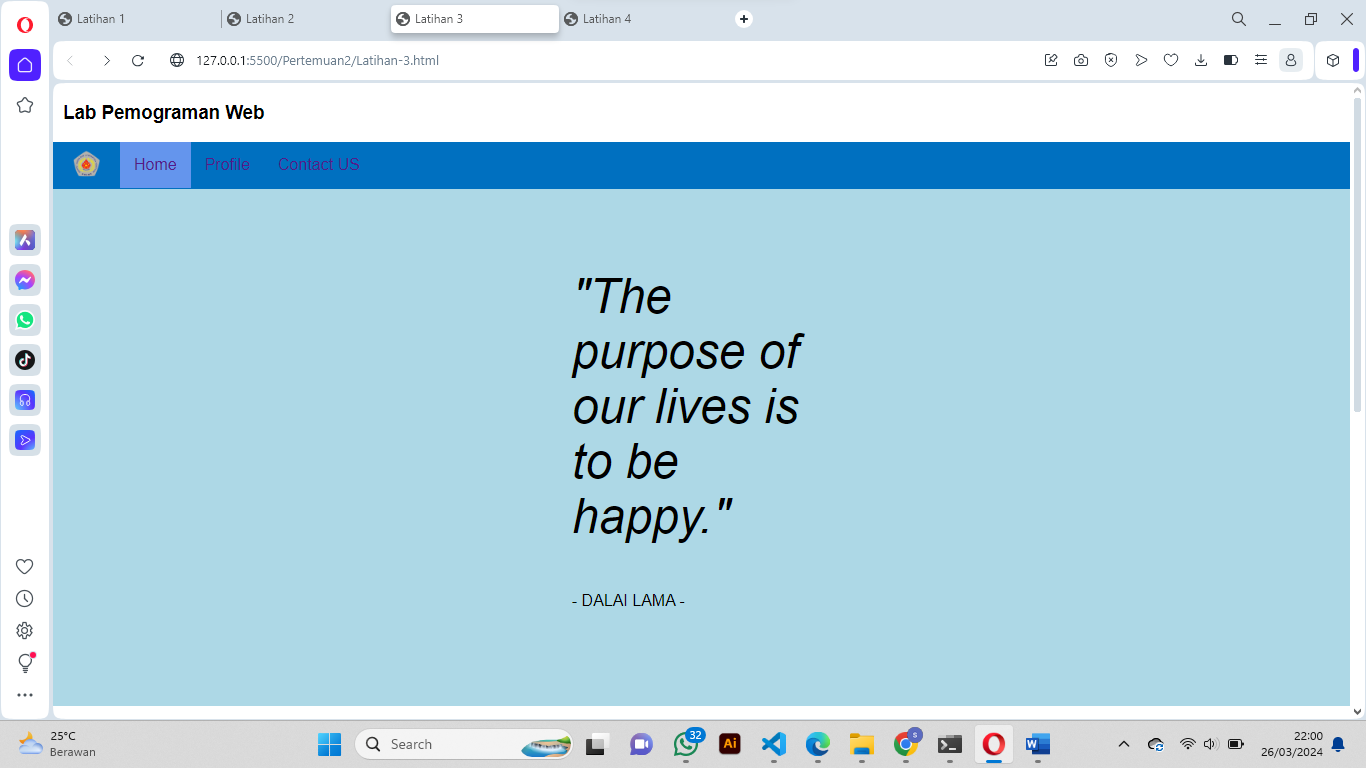 Latihan 1
Latihan 2
Latihan 3
Latihan 4
127.0.0.1:5500/Pertemuan2/Latihan-3.html
Lab Pemograman Web
Home
Profile
Contact US
"The
purpose of
our lives is
to be
happy."
- DALAI LAMA -
25°C
Berawan
Search
32
Ai
S
W
22:00
26/03/2024